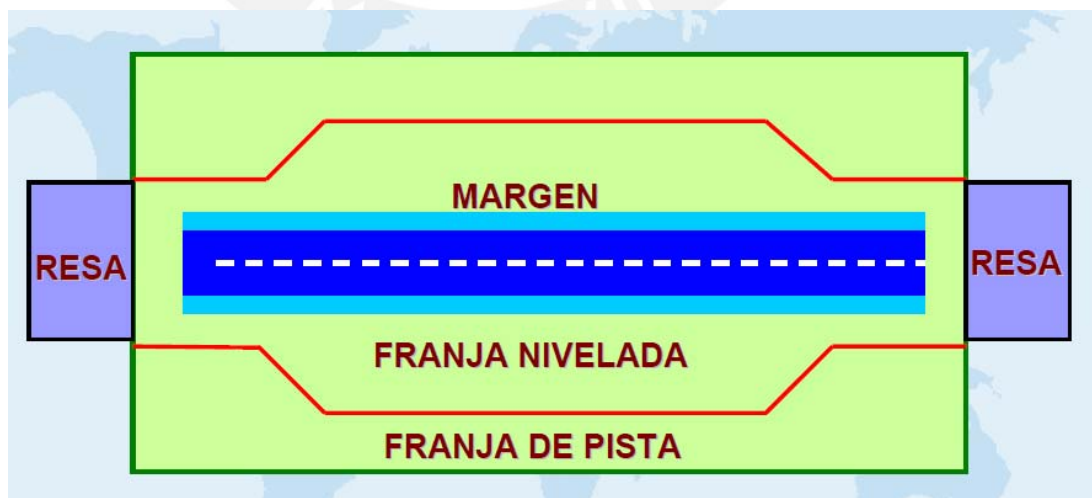 MARGEN
RESA
RESA
FRANJA NIVELADA
FRANJA DE PISTA